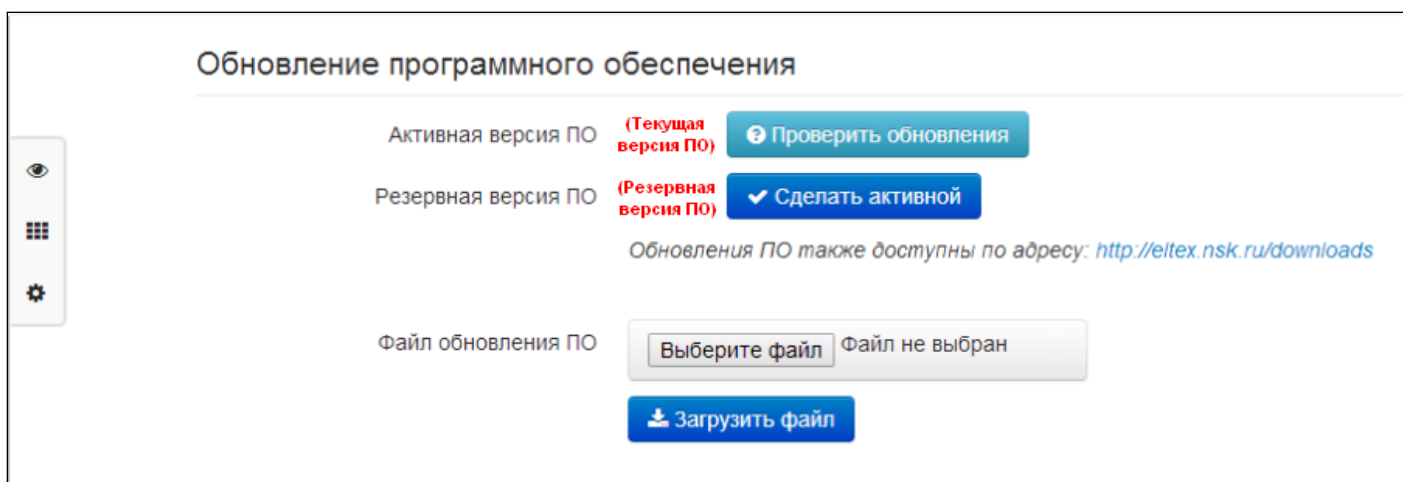 Обновление программного обеспечения
Активная версия ПО (Текущая версия ПО) Проверить обновления
Резервная версия ПО (Резервная версия ПО) Сделать активной
Обновления ПО также доступны по адресу: http://eltex.nsk.ru/downloads
Файл обновления ПО Выберите файл Файл не выбран
Загрузить файл